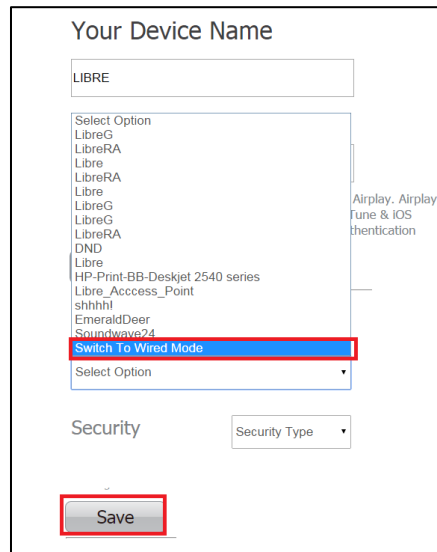 Your Device Name
LIBRE
Select Option
LibreG
LibreRA
Libre
LibreRA
Libre
LibreG
LibreG
LibreRA
DND
Libre
HP-Print-BB-Deskjet 2540 series
Libre_Acccess_Point
shhhh!
EmeraldDeer
Soundwave24
Switch To Wired Mode
Select Option
Airplay. Airplay
Tune & iOS
thentication
Security
Security Type
Save